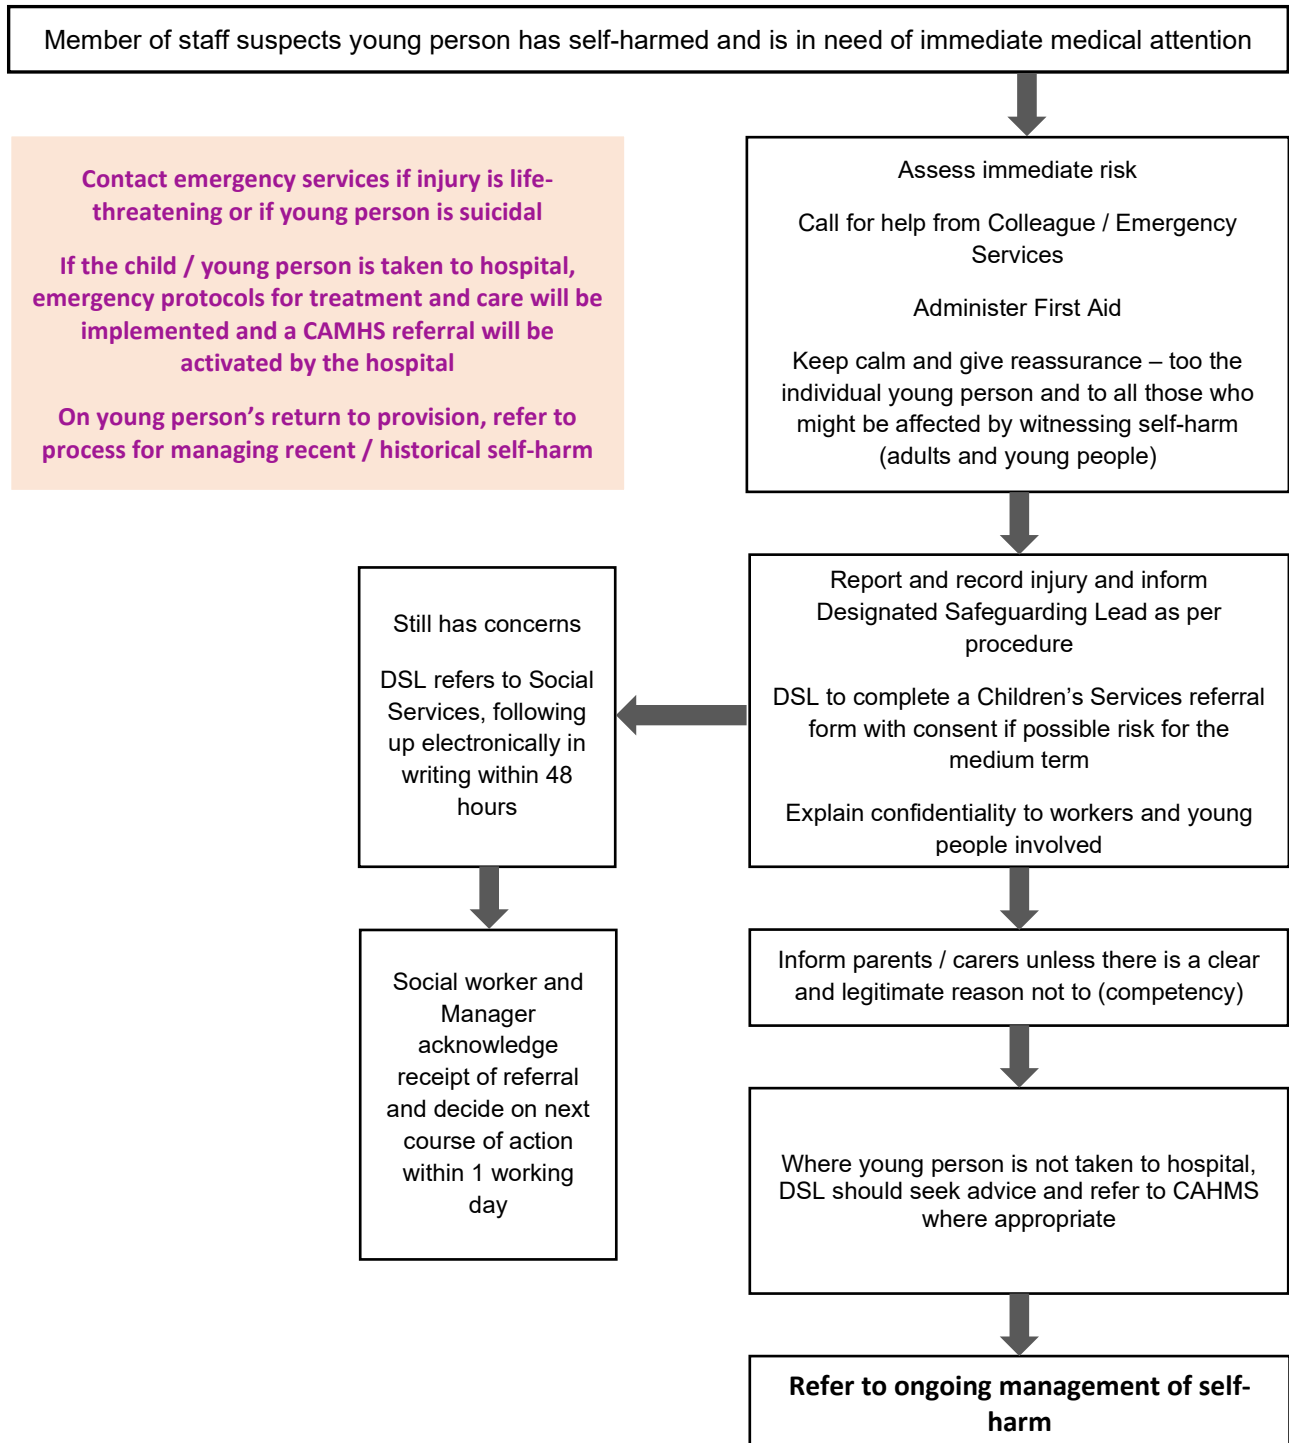 Member of staff suspects young person has self-harmed and is in need of immediate medical attention
Contact emergency services if injury is life-
threatening or if young person is suicidal
If the child / young person is taken to hospital,
emergency protocols for treatment and care will be
implemented and a CAMHS referral will be
activated by the hospital
On young person’s return to provision, refer to
process for managing recent / historical self-harm
Assess immediate risk
Call for help from Colleague / Emergency
Services
Administer First Aid
Keep calm and give reassurance – too the
individual young person and to all those who
might be affected by witnessing self-harm
(adults and young people)
Report and record injury and inform
Designated Safeguarding Lead as per
procedure
DSL to complete a Children’s Services referral
form with consent if possible risk for the
medium term
Explain confidentiality to workers and young
people involved
Still has concerns
DSL refers to Social
Services, following
up electronically in
writing within 48
hours
Social worker and
Manager
acknowledge
receipt of referral
and decide on next
course of action
within 1 working
day
Inform parents / carers unless there is a clear
and legitimate reason not to (competency)
Where young person is not taken to hospital,
DSL should seek advice and refer to CAHMS
where appropriate
Refer to ongoing management of self-
harm